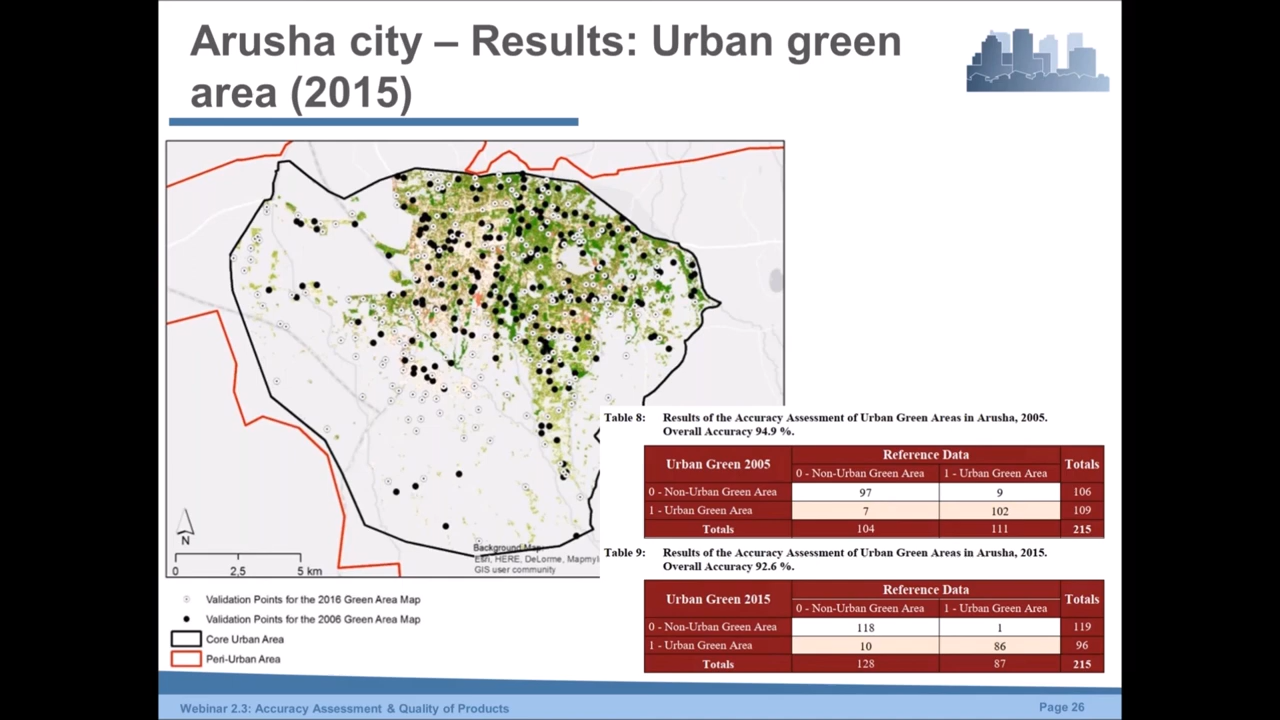 Arusha city – Results: Urban green
area (2015)
N
0 2,5 5 km
Background Map:
Esri, HERE, DeLorme, MapmyI
GIS user community
Validation Points for the 2016 Green Area Map
Validation Points for the 2006 Green Area Map
Core Urban Area
Peri-Urban Area
Table 8: Results of the Accuracy Assessment of Urban Green Areas in Arusha, 2005.
Overall Accuracy 94.9 %.
Urban Green 2005 Reference Data Totals
0 - Non-Urban Green Area 1 - Urban Green Area
0 - Non-Urban Green Area 97 9 106
1 - Urban Green Area 7 102 109
Totals 104 111 215
Table 9: Results of the Accuracy Assessment of Urban Green Areas in Arusha, 2015.
Overall Accuracy 92.6 %.
Urban Green 2015 Reference Data Totals
0 - Non-Urban Green Area 1 - Urban Green Area
0 - Non-Urban Green Area 118 1 119
1 - Urban Green Area 10 86 96
Totals 128 87 215
Webinar 2.3: Accuracy Assessment & Quality of Products
Page 26